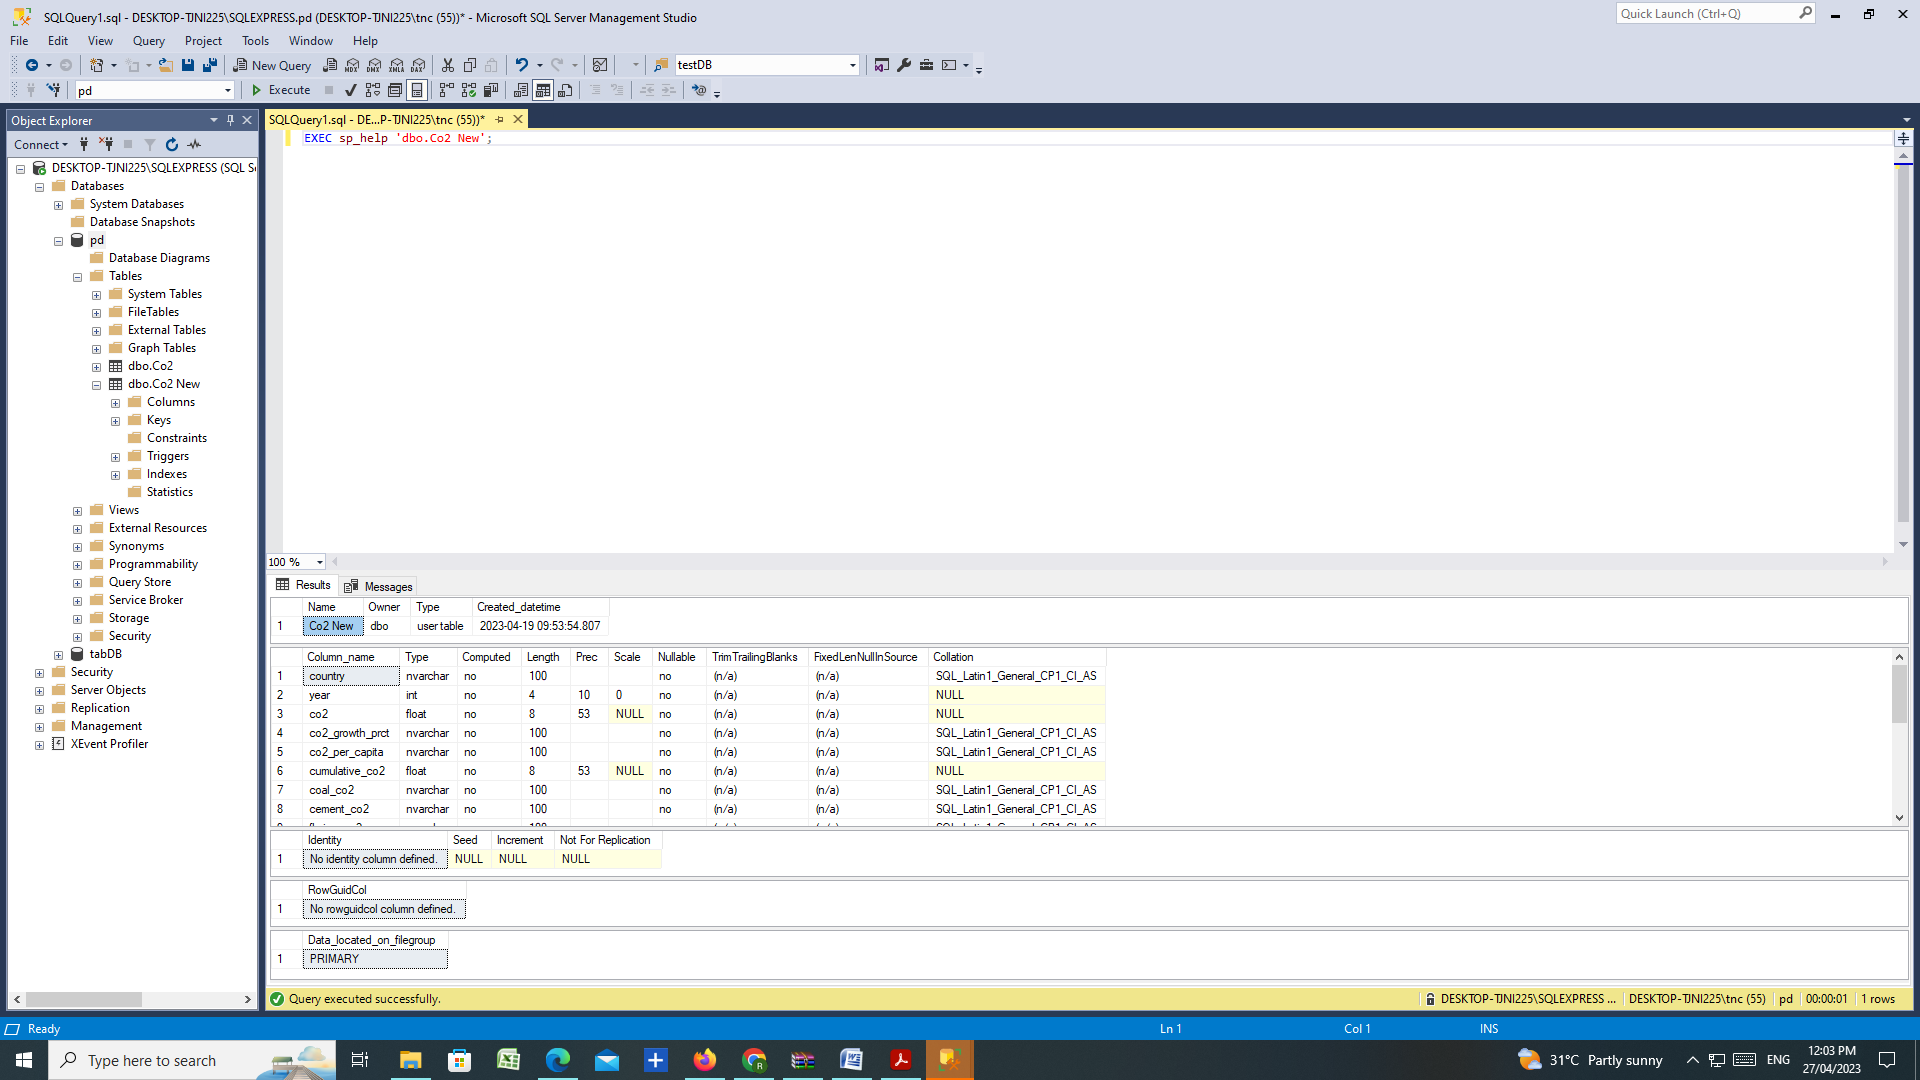 SQLQuery1.sql - DESKTOP-TJNI225\SQLEXPRESS.pd (DESKTOP-TJNI225\tnc (55))* - Microsoft SQL Server Management Studio
Quick Launch (Ctrl+Q)
File Edit View Query Project Tools Window Help
New Query MDX DMX XMLA DAX testDB
pd Execute
Object Explorer
SQLQuery1.sql - DE...P-TJNI225\tnc (55))*
Connect
EXEC sp_help 'dbo.Co2 New';
DESKTOP-TJNI225\SQLEXPRESS (SQL S
Databases
System Databases
Database Snapshots
pd
Database Diagrams
Tables
System Tables
FileTables
External Tables
Graph Tables
dbo.Co2
dbo.Co2 New
Columns
Keys
Constraints
Triggers
Indexes
Statistics
Views
External Resources
Synonyms
Programmability
Query Store
Service Broker
Storage
Security
tabDB
Security
Server Objects
Replication
Management
XEvent Profiler
100 %
Results Messages
Name Owner Type Created_datetime
1 Co2 New dbo user table 2023-04-19 09:53:54.807
Column_name Type Computed Length Prec Scale Nullable TrimTrailingBlanks FixedLenNullInSource Collation
1 country nvarchar no 100 no (n/a) (n/a) SQL_Latin1_General_CP1_CI_AS
2 year int no 4 10 0 no (n/a) (n/a) NULL
3 co2 float no 8 53 NULL no (n/a) (n/a) NULL
4 co2_growth_prct nvarchar no 100 no (n/a) (n/a) SQL_Latin1_General_CP1_CI_AS
5 co2_per_capita nvarchar no 100 no (n/a) (n/a) SQL_Latin1_General_CP1_CI_AS
6 cumulative_co2 float no 8 53 NULL no (n/a) (n/a) NULL
7 coal_co2 nvarchar no 100 no (n/a) (n/a) SQL_Latin1_General_CP1_CI_AS
8 cement_co2 nvarchar no 100 no (n/a) (n/a) SQL_Latin1_General_CP1_CI_AS
Identity Seed Increment Not For Replication
1 No identity column defined. NULL NULL NULL
RowGuidCol
1 No rowguidcol column defined.
Data_located_on_filegroup
1 PRIMARY
Query executed successfully. DESKTOP-TJNI225\SQLEXPRESS ... DESKTOP-TJNI225\tnc (55) pd 00:00:01 1 rows
Ready Ln 1 Col 1 INS
Type here to search 31°C Partly sunny ENG 12:03 PM
27/04/2023